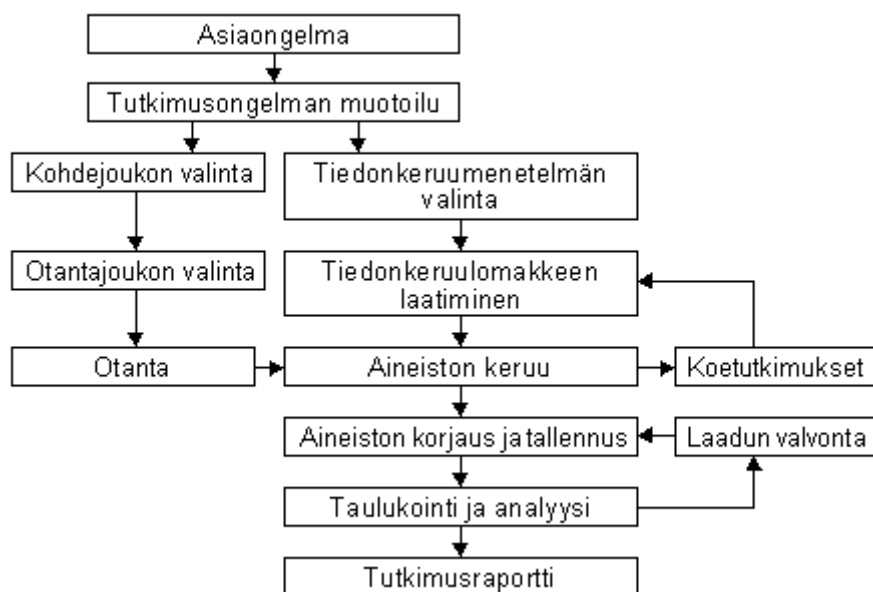 Asiaongelma
Tutkimusongelman muotoilu
Kohdejoukon valinta
Tiedonkeruumenetelmän
valinta
Otantajoukon valinta
Tiedonkeruulomakkeen
laatiminen
Otanta
Aineiston keruu
Koetutkimukset
Aineiston korjaus ja tallennus
Laadun valvonta
Taulukointi ja analyysi
Tutkimusraportti